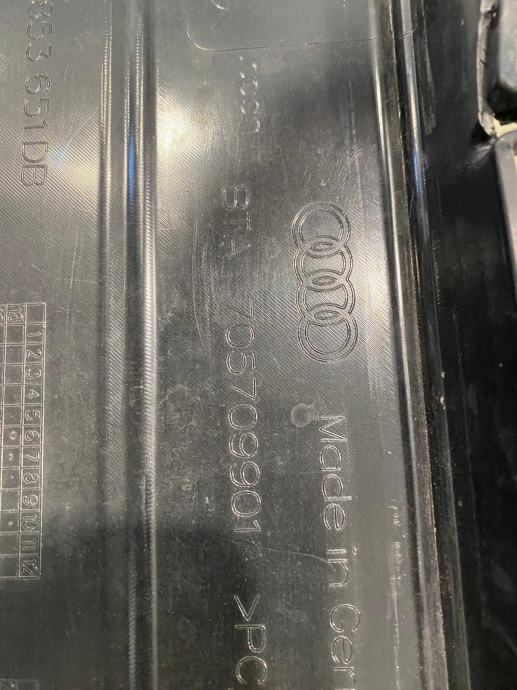 Made in Ger
BTA 705709901 >PC
853 651DB
1 2 3 4 5 6 7 8 9 10 11 12